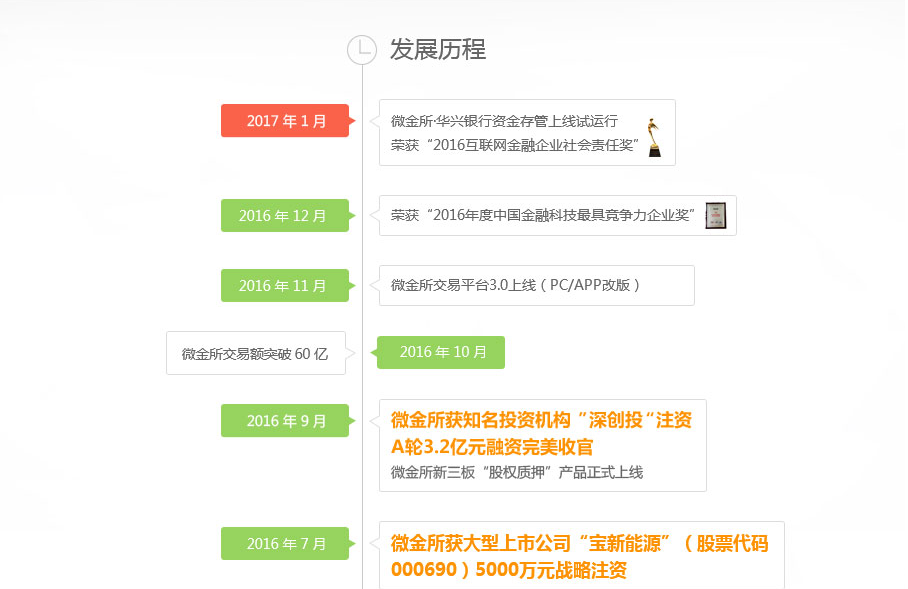 发展历程
2017 年 1 月
微金所·华兴银行资金存管上线试运行
荣获“2016互联网金融企业社会责任奖”
2016 年 12 月
荣获“2016年度中国金融科技最具竞争力企业奖”
2016 年 11 月
微金所交易平台3.0上线（PC/APP改版）
微金所交易额突破 60 亿
2016 年 10 月
2016 年 9 月
微金所获知名投资机构“深创投“注资
A轮3.2亿元融资完美收官
微金所新三板“股权质押”产品正式上线
2016 年 7 月
微金所获大型上市公司“宝新能源”（股票代码
000690）5000万元战略注资